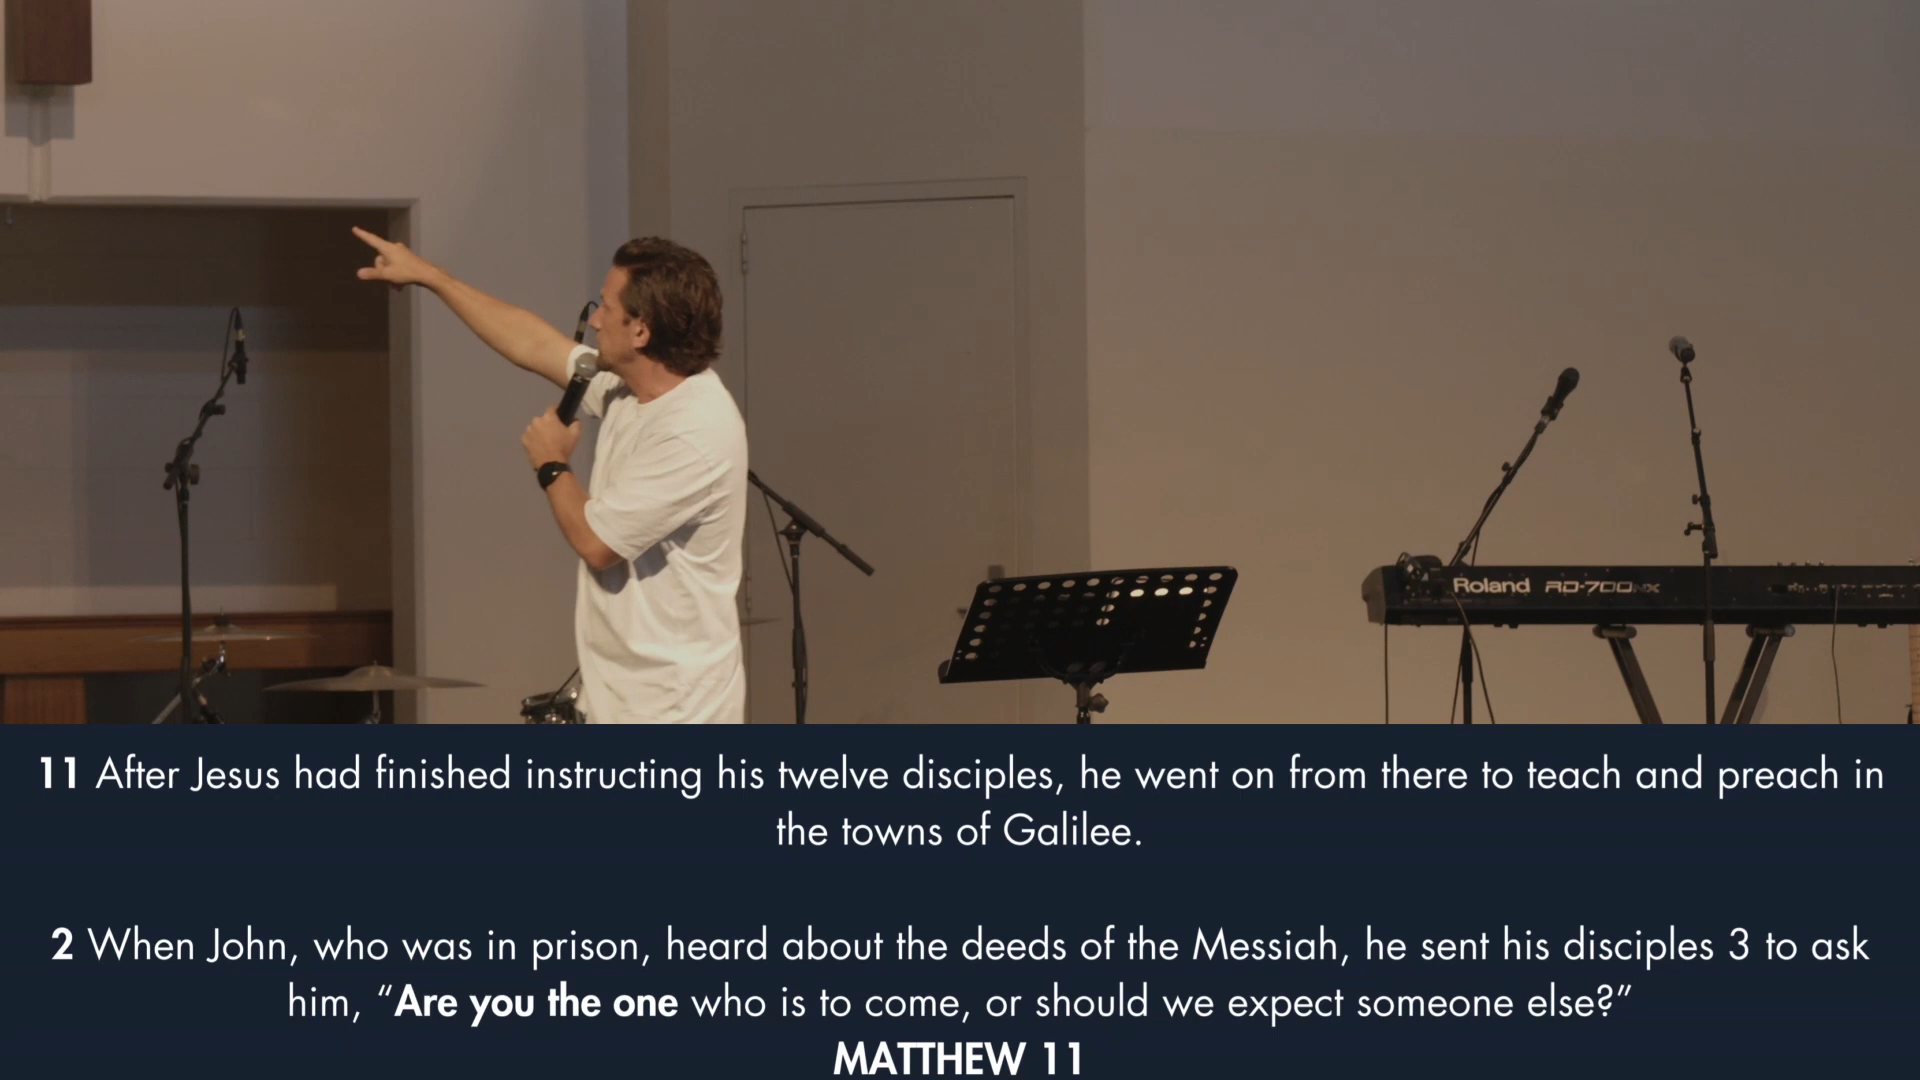 Roland RD-700NX
11 After Jesus had finished instructing his twelve disciples, he went on from there to teach and preach in
the towns of Galilee.
2 When John, who was in prison, heard about the deeds of the Messiah, he sent his disciples 3 to ask
him, “Are you the one who is to come, or should we expect someone else?”
MATTHEW 11